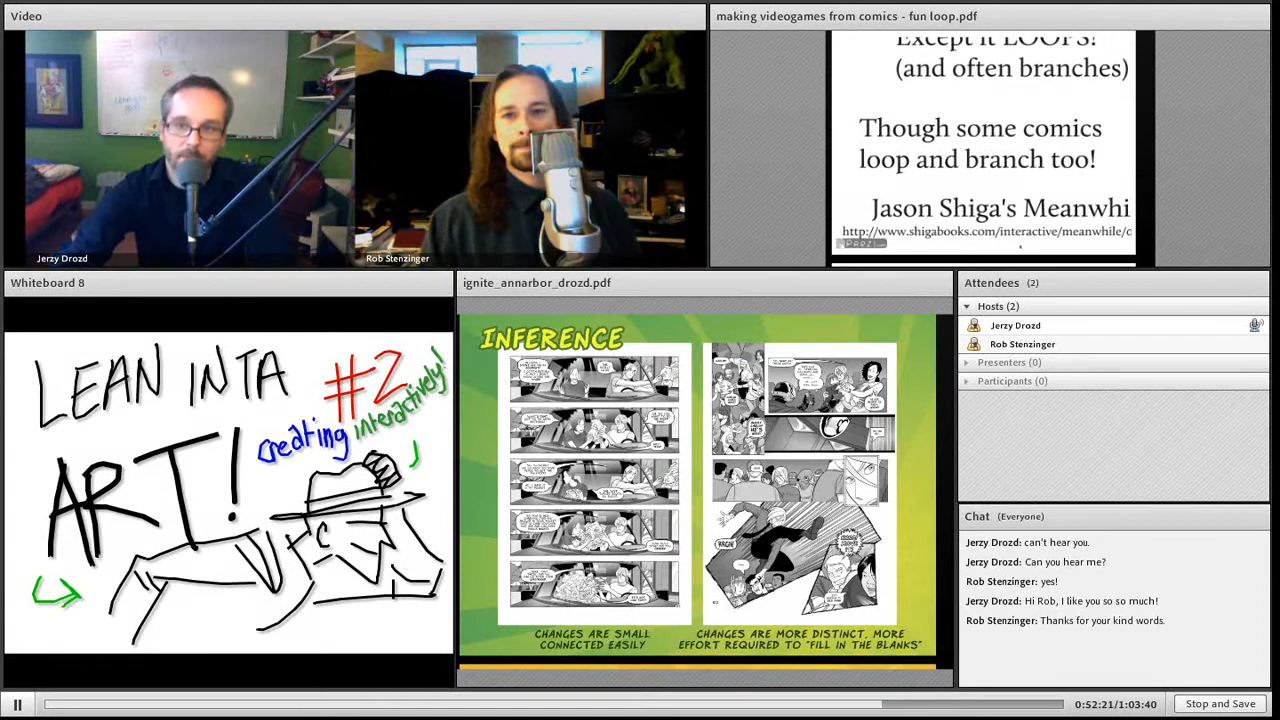 Video
Jerzy Drozd
Rob Stenzinger
making videogames from comics - fun loop.pdf
Except it LOOPS!
(and often branches)
Though some comics
loop and branch too!
Jason Shiga's Meanwhi
http://www.shigabooks.com/interactive/meanwhile/
Whiteboard 8
LEAN INTA
#2
creating interactively!
ART!
ignite_annarbor_drozd.pdf
INFERENCE
CHANGES ARE SMALL
CONNECTED EASILY
CHANGES ARE MORE DISTINCT, MORE
EFFORT REQUIRED TO "FILL IN THE BLANKS"
Attendees (2)
Hosts (2)
Jerzy Drozd
Rob Stenzinger
Presenters (0)
Participants (0)
Chat (Everyone)
Jerzy Drozd: can't hear you.
Jerzy Drozd: Can you hear me?
Rob Stenzinger: yes!
Jerzy Drozd: Hi Rob, I like you so so much!
Rob Stenzinger: Thanks for your kind words.
0:52:21/1:03:40
Stop and Save